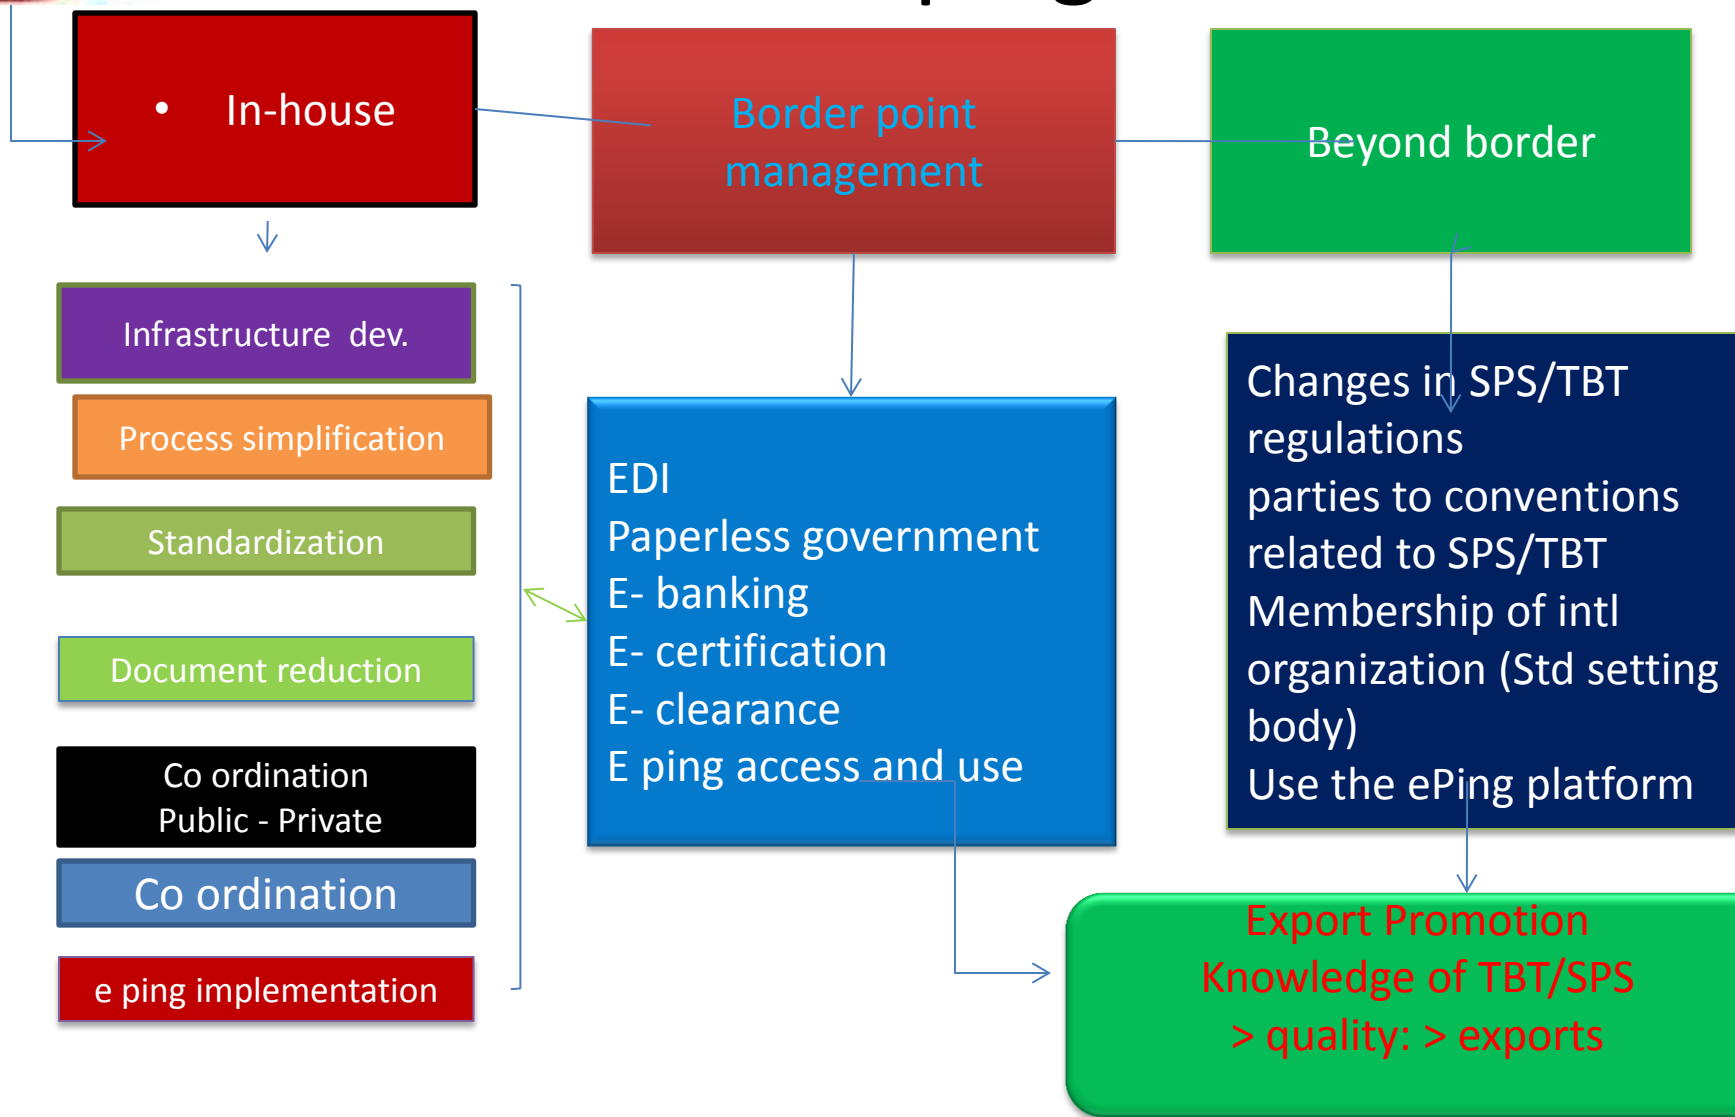 • In-house
Border point
management
Beyond border
Infrastructure dev.
Process simplification
Standardization
Document reduction
Co ordination
Public - Private
Co ordination
e ping implementation
EDI
Paperless government
E- banking
E- certification
E- clearance
E ping access and use
Changes in SPS/TBT
regulations
parties to conventions
related to SPS/TBT
Membership of intl
organization (Std setting
body)
Use the ePing platform
Export Promotion
Knowledge of TBT/SPS
> quality: > exports